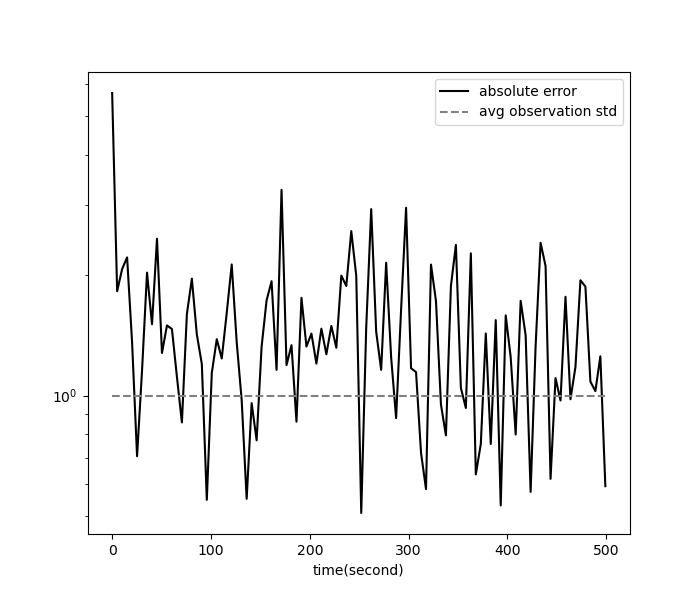 absolute error
avg observation std
10⁰
0 100 200 300 400 500
time(second)